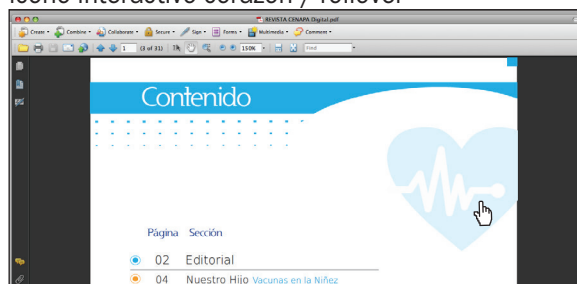 Icono interactivo corazón / rollover
REVISTA CENAPA Digital.pdf
Create Combine Collaborate Secure Sign Forms Multimedia Comment
1 (3 of 31) 150% Find
Contenido
Página Sección
02 Editorial
04 Nuestro Hijo Vacunas en la Niñez